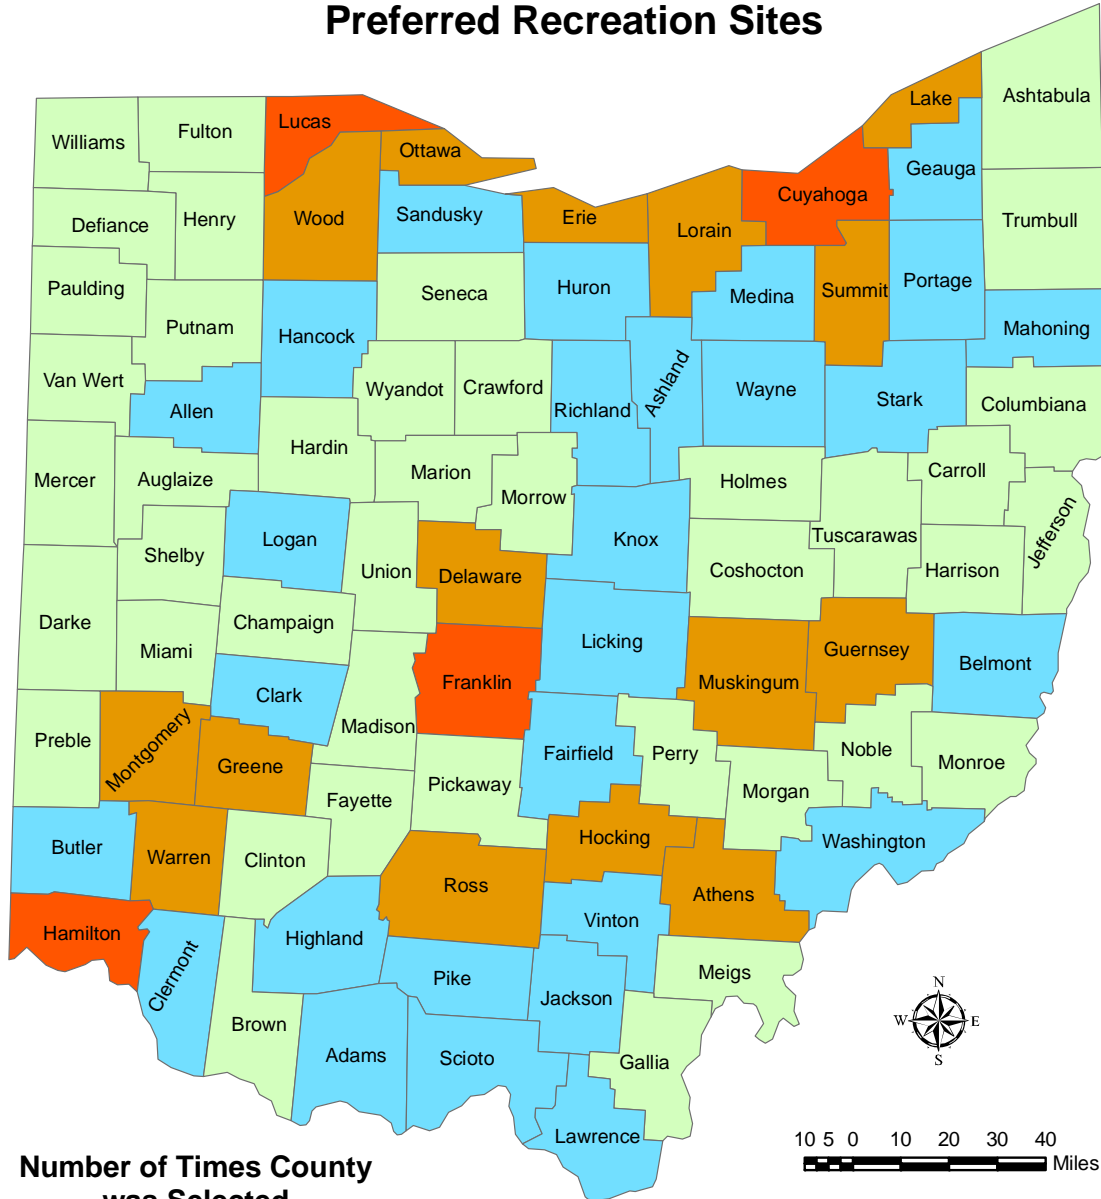 Preferred Recreation Sites
Williams
Fulton
Lucas
Ottawa
Lake
Ashtabula
Geauga
Defiance
Henry
Wood
Sandusky
Erie
Lorain
Cuyahoga
Trumbull
Paulding
Putnam
Hancock
Seneca
Huron
Medina
Summit
Portage
Mahoning
Van Wert
Allen
Wyandot
Crawford
Richland
Ashland
Wayne
Stark
Columbiana
Mercer
Auglaize
Hardin
Marion
Morrow
Holmes
Carroll
Jefferson
Shelby
Logan
Union
Delaware
Knox
Coshocton
Tuscarawas
Harrison
Darke
Miami
Champaign
Clark
Franklin
Licking
Muskingum
Guernsey
Belmont
Preble
Montgomery
Greene
Madison
Pickaway
Fairfield
Perry
Morgan
Noble
Monroe
Butler
Warren
Clinton
Fayette
Ross
Hocking
Athens
Washington
Hamilton
Clermont
Highland
Pike
Vinton
Jackson
Meigs
Brown
Adams
Scioto
Gallia
Lawrence
N
W
E
S
10 5 0 10 20 30 40
Miles
Number of Times County
was Selected